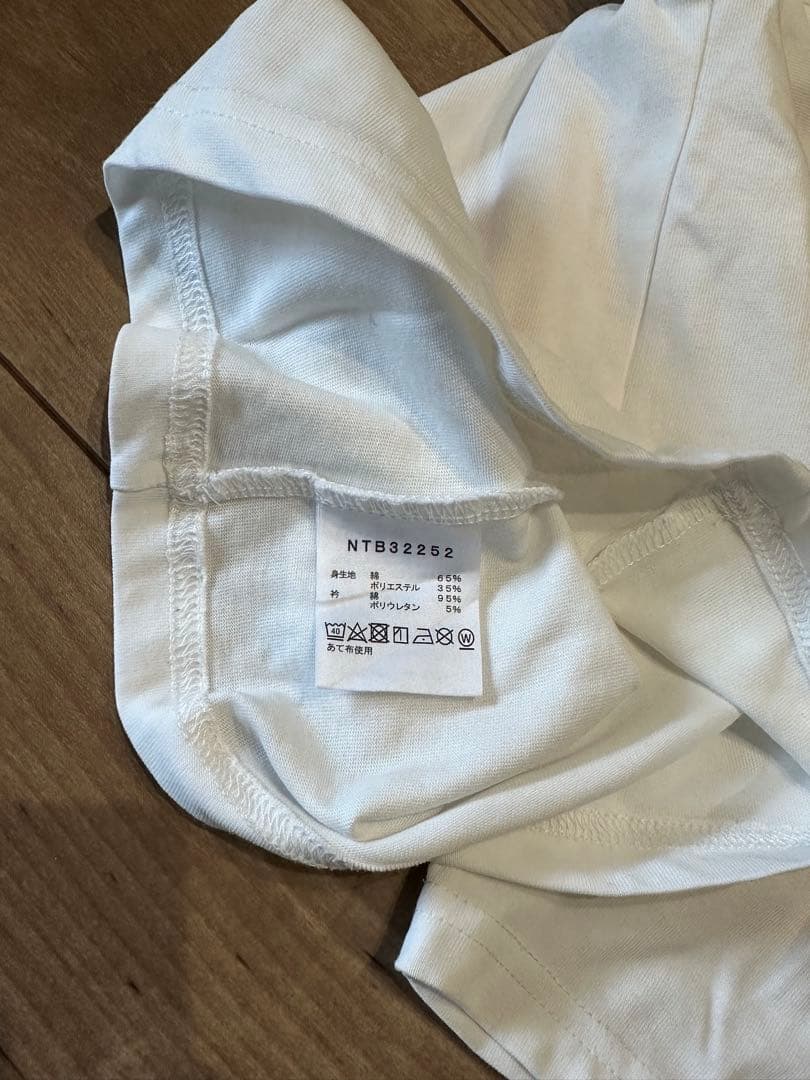 NTB32252
身生地 綿 65%
ポリエステル 35%
衿 綿 95%
ポリウレタン 5%
40 W
あて布使用